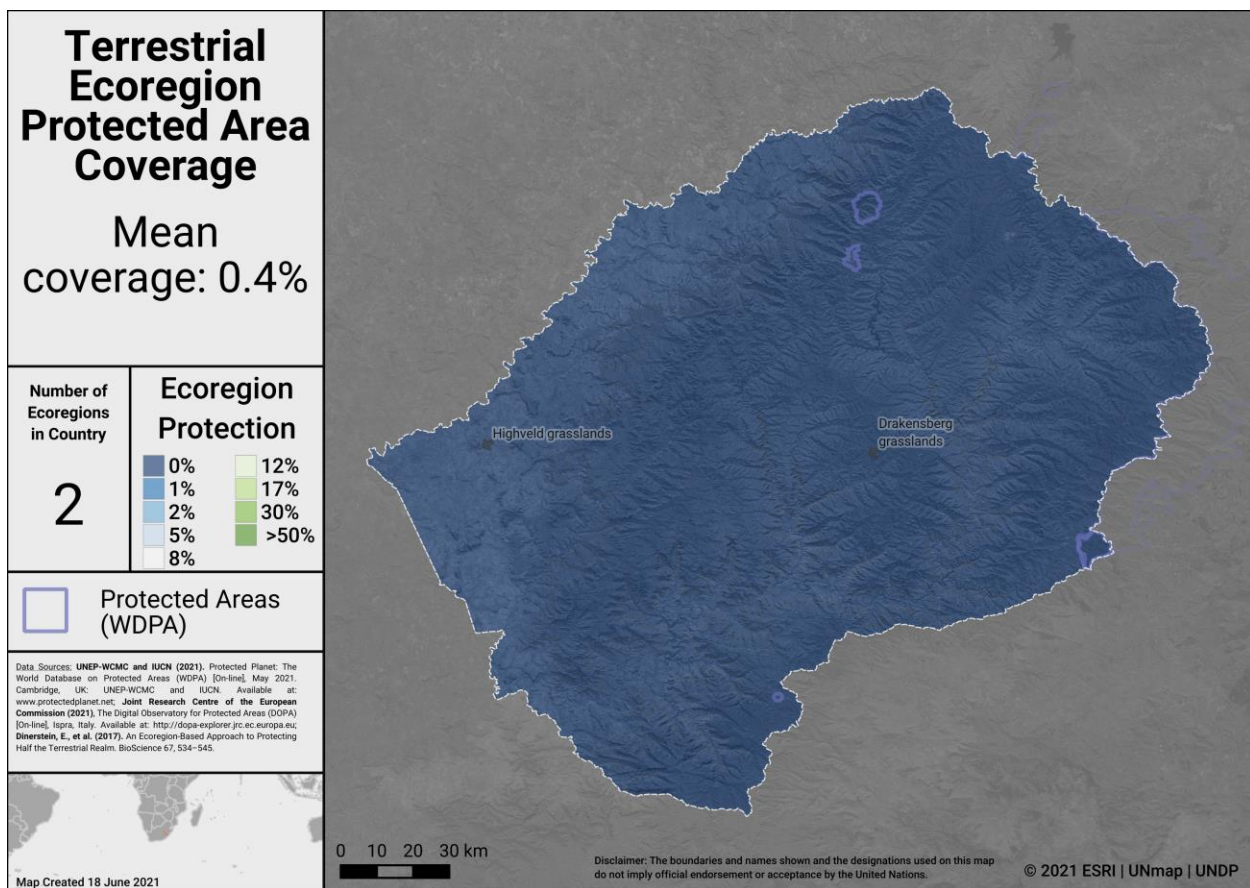 Terrestrial
Ecoregion
Protected Area
Coverage
Mean
coverage: 0.4%
Number of
Ecoregions
in Country
2
Ecoregion
Protection
0%
1%
2%
5%
8%
12%
17%
30%
>50%
Protected Areas
(WDPA)
Data Sources: UNEP-WCMC and IUCN (2021). Protected Planet: The
World Database on Protected Areas (WDPA) [On-line], May 2021.
Cambridge, UK: UNEP-WCMC and IUCN. Available at:
www.protectedplanet.net; Joint Research Centre of the European
Commission (2021), The Digital Observatory for Protected Areas (DOPA)
[On-line], Ispra, Italy. Available at: http://dopa-explorer.jrc.ec.europa.eu;
Dinerstein, E., et al. (2017). An Ecoregion-Based Approach to Protecting
Half the Terrestrial Realm. BioScience 67, 534–545.
Map Created 18 June 2021
Highveld grasslands
Drakensberg
grasslands
0 10 20 30 km
Disclaimer: The boundaries and names shown and the designations used on this map
do not imply official endorsement or acceptance by the United Nations.
© 2021 ESRI | UNmap | UNDP